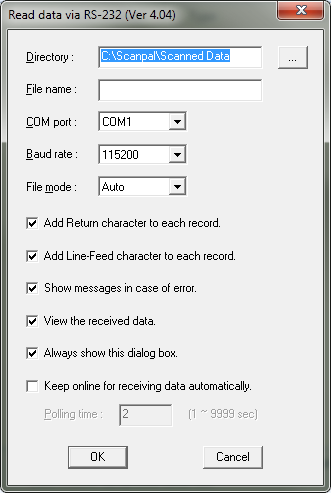 Read data via RS-232 (Ver 4.04)
Directory : C:\Scanpal\Scanned Data ...
File name :
COM port : COM1
Baud rate : 115200
File mode : Auto
Add Return character to each record.
Add Line-Feed character to each record.
Show messages in case of error.
View the received data.
Always show this dialog box.
Keep online for receiving data automatically.
Polling time : 2 (1 ~ 9999 sec)
OK Cancel